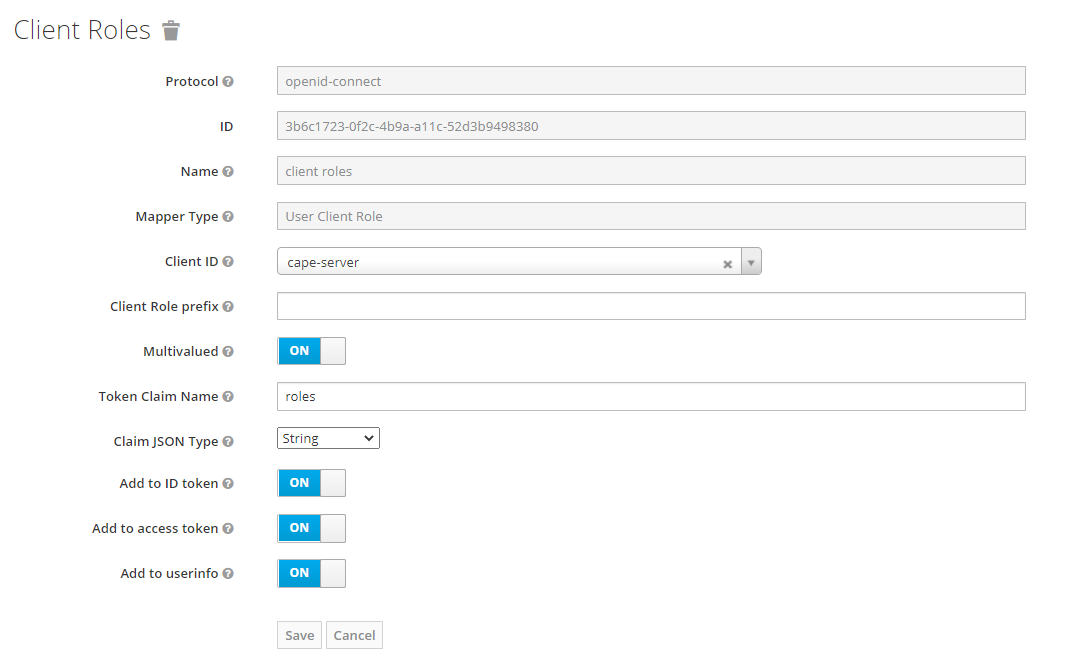 Client Roles
Protocol openid-connect
ID 3b6c1723-0f2c-4b9a-a11c-52d3b9498380
Name client roles
Mapper Type User Client Role
Client ID cape-server
Client Role prefix
Multivalued ON
Token Claim Name roles
Claim JSON Type String
Add to ID token ON
Add to access token ON
Add to userinfo ON
Save Cancel